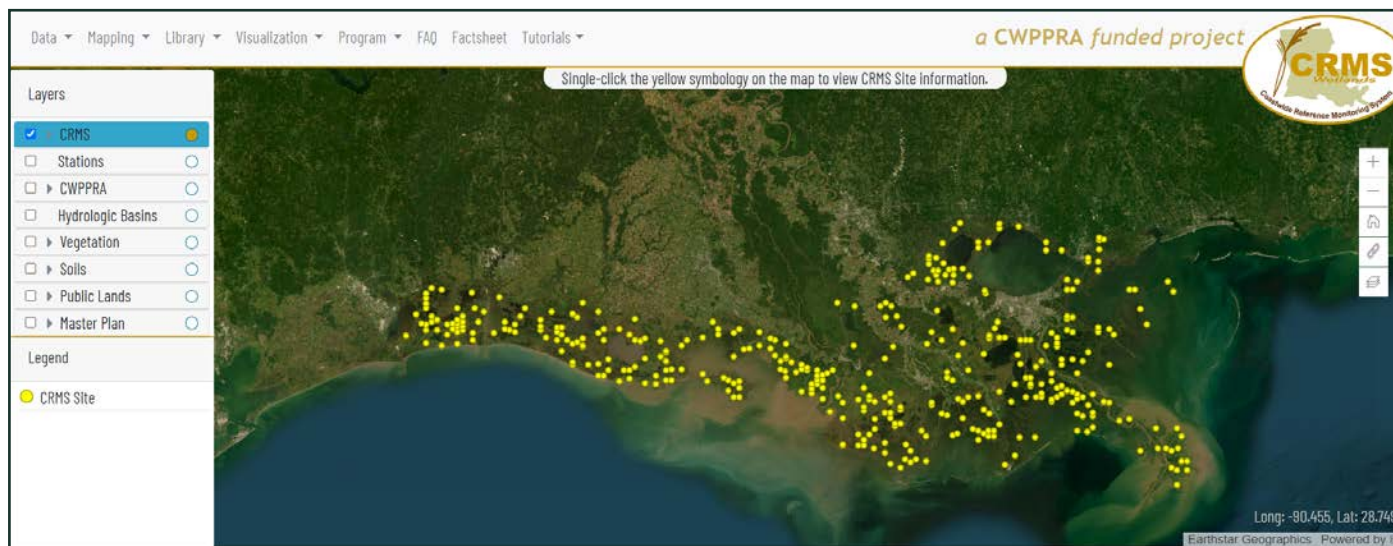 Data Mapping Library Visualization Program FAQ Factsheet Tutorials
a CWPPRA funded project
CRMS
Wetlands
Coastwide Reference Monitoring System
Single-click the yellow symbology on the map to view CRMS Site information.
Layers
CRMS
Stations
CWPPRA
Hydrologic Basins
Vegetation
Soils
Public Lands
Master Plan
Legend
CRMS Site
Long: -90.455, Lat: 28.749
Earthstar Geographics Powered by